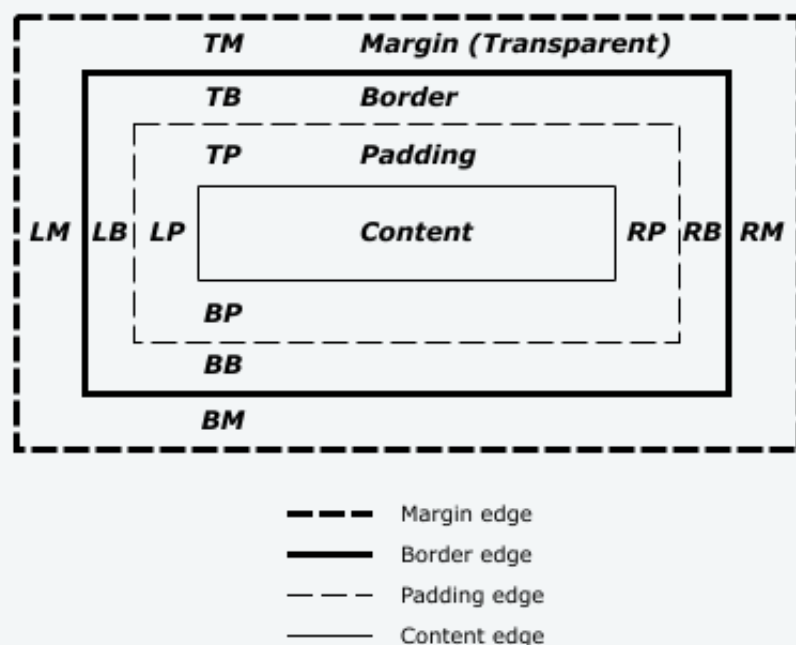 TM Margin (Transparent)
TB Border
TP Padding
LM LB LP Content RP RB RM
BP
BB
BM
Margin edge
Border edge
Padding edge
Content edge